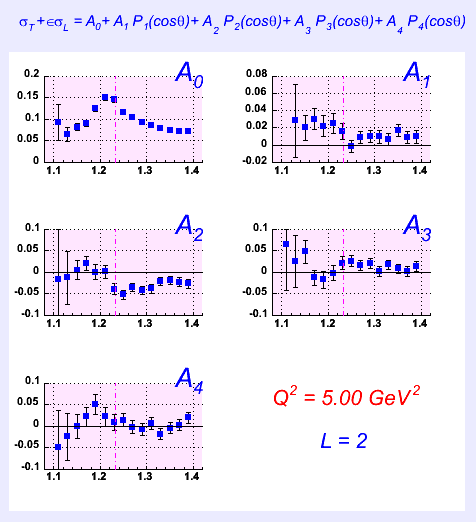 σT+∈σL = A0+ A1 P1(cosθ)+ A2 P2(cosθ)+ A3 P3(cosθ)+ A4 P4(cosθ)
A0
0.2
0.15
0.1
0.05
0
1.1 1.2 1.3 1.4
A1
0.08
0.06
0.04
0.02
0
-0.02
1.1 1.2 1.3 1.4
A2
0.1
0.05
0
-0.05
-0.1
1.1 1.2 1.3 1.4
A3
0.1
0.05
0
-0.05
-0.1
1.1 1.2 1.3 1.4
A4
0.1
0.05
0
-0.05
-0.1
1.1 1.2 1.3 1.4
Q2 = 5.00 GeV2
L = 2